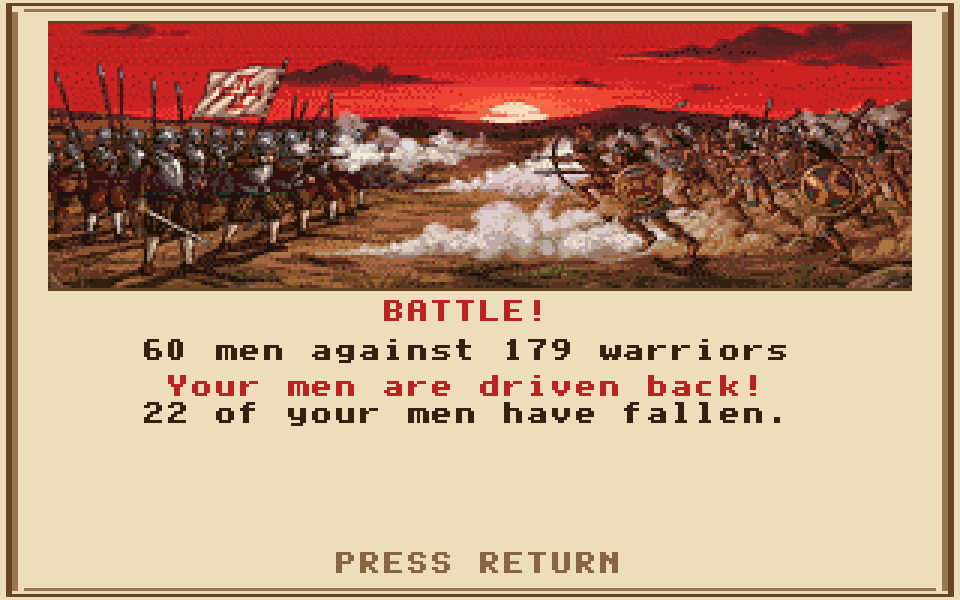 BATTLE!
60 men against 179 warriors
Your men are driven back!
22 of your men have fallen.
PRESS RETURN